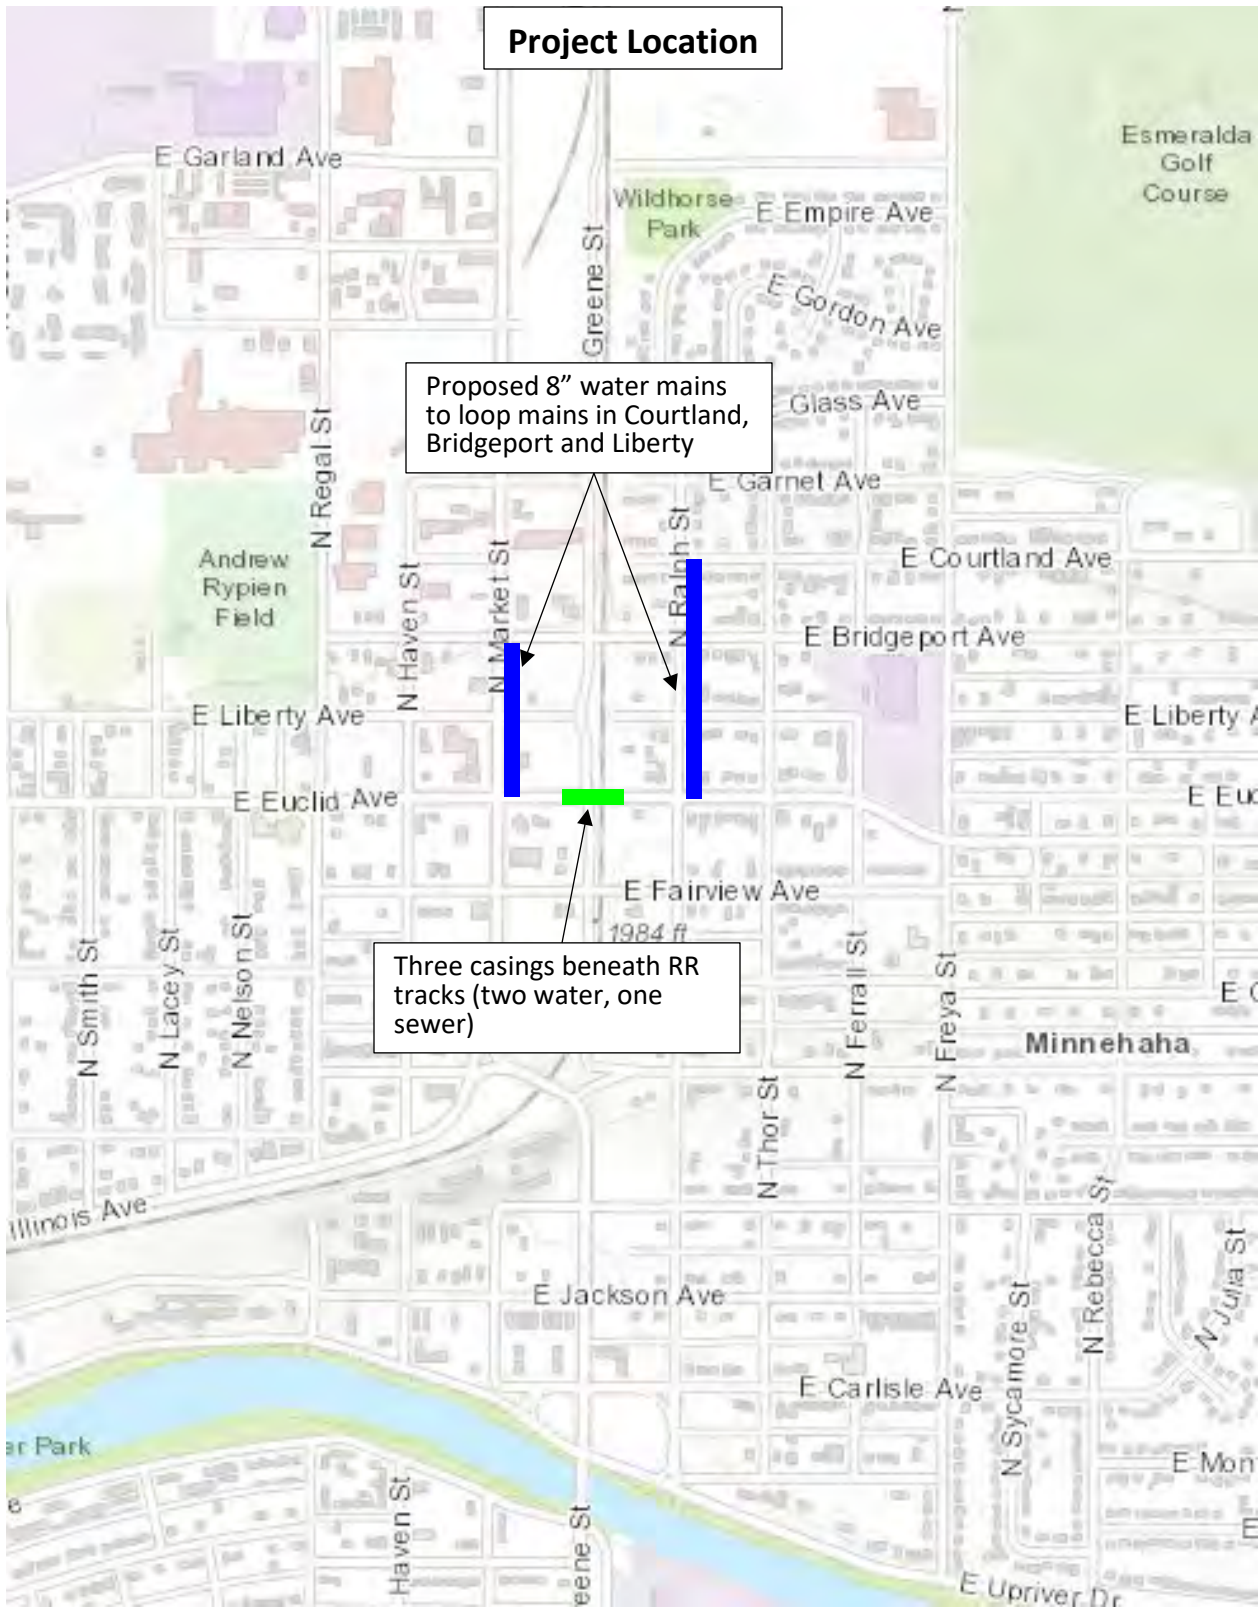 Project Location
E Garland Ave
Esmeralda
Golf
Course
Wildhorse
Park
E Empire Ave
Greene St
E Gordon Ave
Proposed 8” water mains
to loop mains in Courtland,
Bridgeport and Liberty
Glass Ave
N Regal St
E Garnet Ave
Andrew
Rypien
Field
N Haven St
N Market St
N Ralph St
E Courtland Ave
E Bridgeport Ave
E Liberty Ave
E Liberty A
E Euclid Ave
E Euc
E Fairview Ave
1984 ft
Three casings beneath RR
tracks (two water, one
sewer)
N Smith St
N Lacey St
N Nelson St
N Ferrall St
N Freya St
Minnehaha
N Thor St
Illinois Ave
N Rebecca St
N Julia St
E Jackson Ave
N Sycamore St
E Carlisle Ave
er Park
E Mon
e
Haven St
eene St
E Upriver Dr